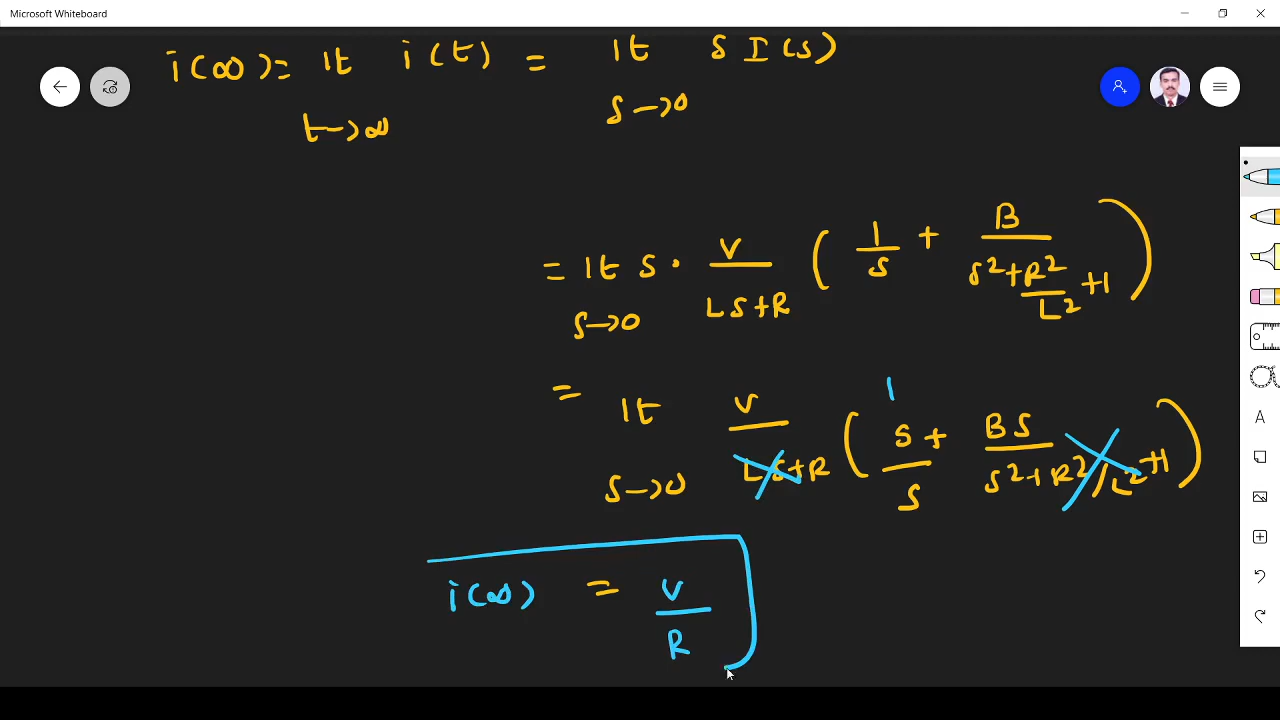 Microsoft Whiteboard
i(∞) = lt i(t) = lt S I(s)
t→∞ s→0
= lt s · V/(Ls+R) ( 1/s + B/(s²+R²/L²+1) )
s→0
= lt V/(Ls+R) ( s/s + Bs/(s²+R²/L²+1) )
1
s→0
i(∞) = V/R
A